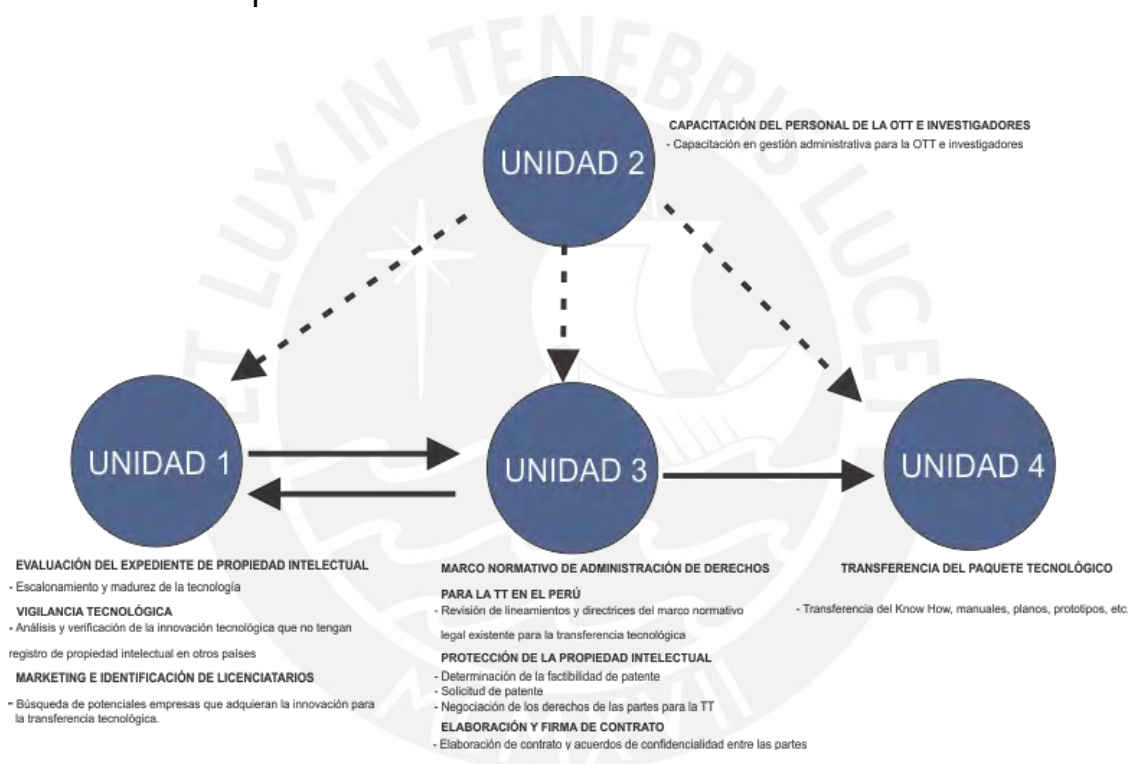 ET LUX IN TENEBRIS LUCET
MCMXVII
UNIDAD 2
CAPACITACIÓN DEL PERSONAL DE LA OTT E INVESTIGADORES
- Capacitación en gestión administrativa para la OTT e investigadores
UNIDAD 1
UNIDAD 3
UNIDAD 4
EVALUACIÓN DEL EXPEDIENTE DE PROPIEDAD INTELECTUAL
- Escalonamiento y madurez de la tecnología
VIGILANCIA TECNOLÓGICA
- Análisis y verificación de la innovación tecnológica que no tengan
registro de propiedad intelectual en otros países
MARKETING E IDENTIFICACIÓN DE LICENCIATARIOS
- Búsqueda de potenciales empresas que adquieran la innovación para
la transferencia tecnológica.
MARCO NORMATIVO DE ADMINISTRACIÓN DE DERECHOS
PARA LA TT EN EL PERÚ
- Revisión de lineamientos y directrices del marco normativo
legal existente para la transferencia tecnológica
PROTECCIÓN DE LA PROPIEDAD INTELECTUAL
- Determinación de la factibilidad de patente
- Solicitud de patente
- Negociación de los derechos de las partes para la TT
ELABORACIÓN Y FIRMA DE CONTRATO
- Elaboración de contrato y acuerdos de confidencialidad entre las partes
TRANSFERENCIA DEL PAQUETE TECNOLÓGICO
- Transferencia del Know How, manuales, planos, prototipos, etc.